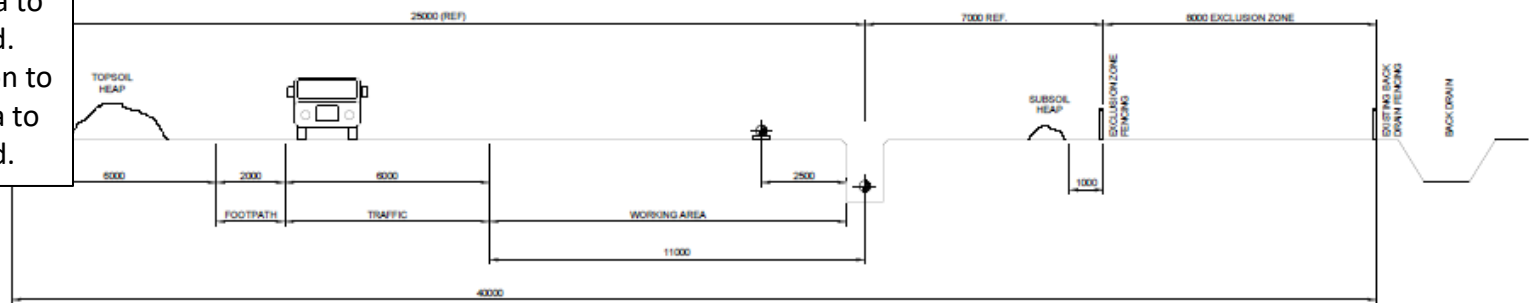 a to
d.
n to
a to
d.
25000 (REF)
7000 REF.
8000 EXCLUSION ZONE
TOPSOIL
HEAP
SUBSOIL
HEAP
EXCLUSION ZONE
FENCING
EXISTING BACK
DRAIN FENCING
BACK DRAIN
6000
2000
6000
2500
1000
FOOTPATH
TRAFFIC
WORKING AREA
11000
40000